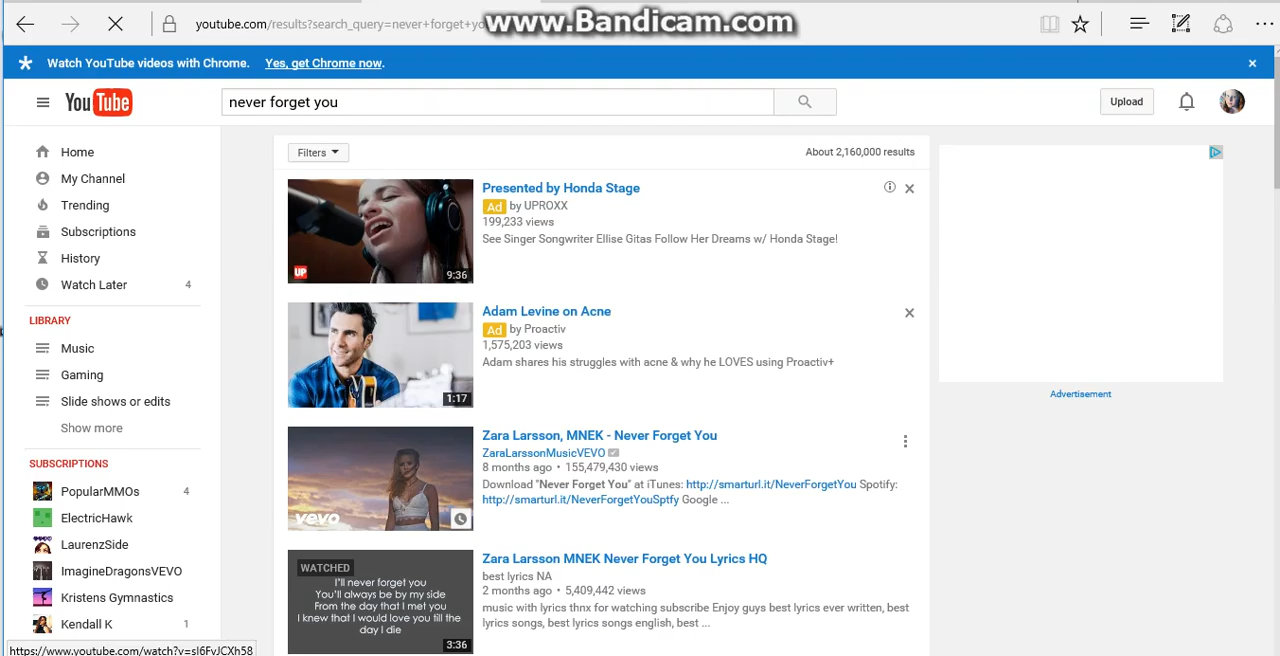 www.Bandicam.com
youtube.com/results?search_query=never+forget+yo
Watch YouTube videos with Chrome. Yes, get Chrome now.
YouTube
never forget you
Upload
Home
My Channel
Trending
Subscriptions
History
Watch Later 4
LIBRARY
Music
Gaming
Slide shows or edits
Show more
SUBSCRIPTIONS
PopularMMOs 4
ElectricHawk
LaurenzSide
ImagineDragonsVEVO
Kristens Gymnastics
Kendall K 1
https://www.youtube.com/watch?v=sl6FvJCXh58
Filters
About 2,160,000 results
UP
9:36
Presented by Honda Stage
Ad by UPROXX
199,233 views
See Singer Songwriter Ellise Gitas Follow Her Dreams w/ Honda Stage!
1:17
Adam Levine on Acne
Ad by Proactiv
1,575,203 views
Adam shares his struggles with acne & why he LOVES using Proactiv+
vevo
Zara Larsson, MNEK - Never Forget You
ZaraLarssonMusicVEVO
8 months ago • 155,479,430 views
Download "Never Forget You" at iTunes: http://smarturl.it/NeverForgetYou Spotify:
http://smarturl.it/NeverForgetYouSptfy Google ...
WATCHED
I'll never forget you
You'll always be by my side
From the day that I met you
I knew that I would love you till the
day I die
3:36
Zara Larsson MNEK Never Forget You Lyrics HQ
best lyrics NA
2 months ago • 5,409,442 views
music with lyrics thnx for watching subscribe Enjoy guys best lyrics ever written, best
lyrics songs, best lyrics songs english, best ...
Advertisement